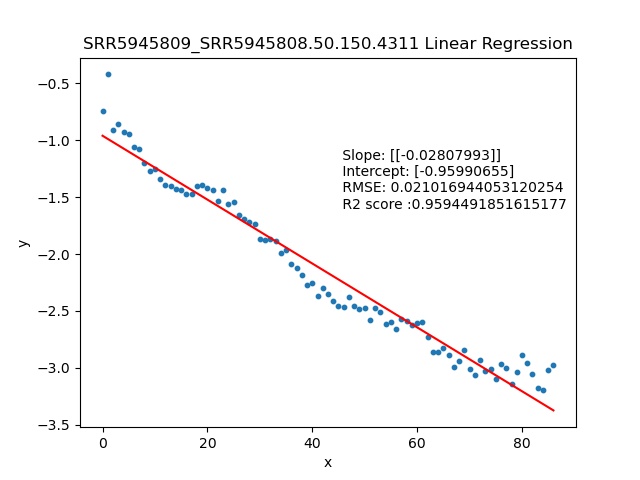 SRR5945809_SRR5945808.50.150.4311 Linear Regression
−0.5
−1.0
−1.5
−2.0
−2.5
−3.0
−3.5
y
Slope: [[-0.02807993]]
Intercept: [-0.95990655]
RMSE: 0.021016944053120254
R2 score :0.9594491851615177
0 20 40 60 80
x